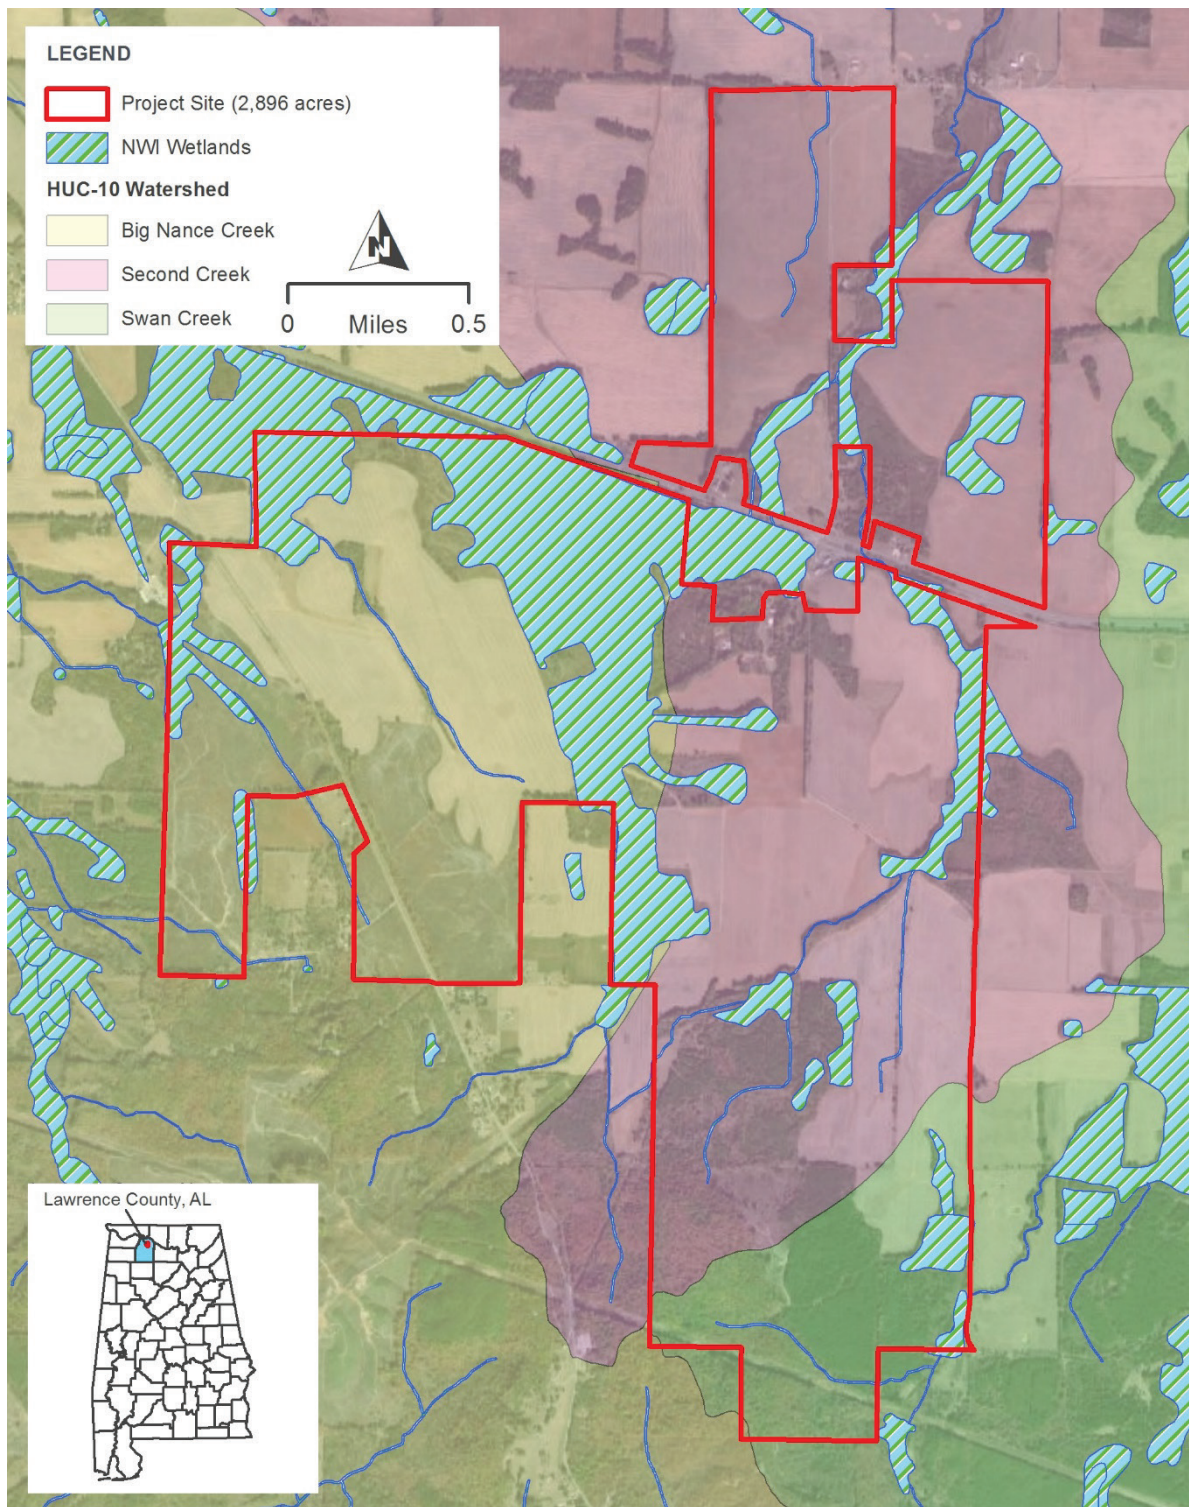 LEGEND
Project Site (2,896 acres)
NWI Wetlands
HUC-10 Watershed
Big Nance Creek
Second Creek
Swan Creek
N
0 Miles 0.5
Lawrence County, AL